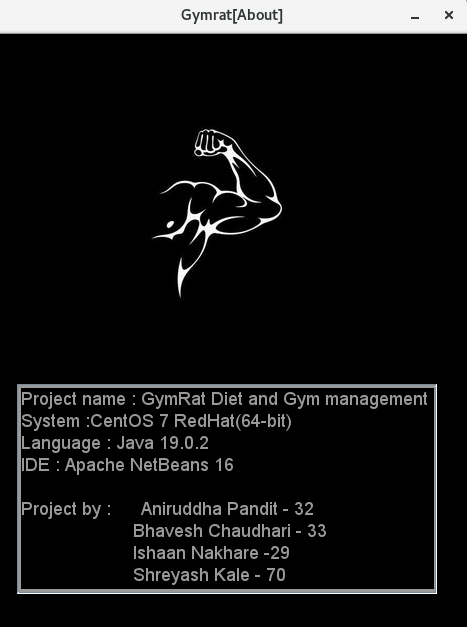 Gymrat[About]
Project name : GymRat Diet and Gym management
System :CentOS 7 RedHat(64-bit)
Language : Java 19.0.2
IDE : Apache NetBeans 16
Project by : Aniruddha Pandit - 32
Bhavesh Chaudhari - 33
Ishaan Nakhare -29
Shreyash Kale - 70